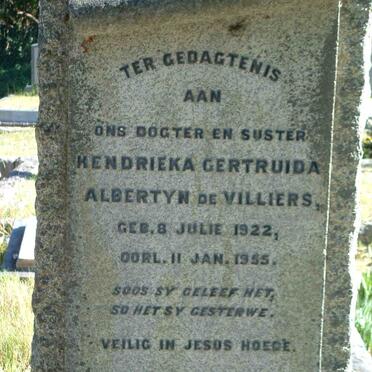 TER GEDAGTENIS
AAN
ONS DOGTER EN SUSTER
HENDRIEKA GERTRUIDA
ALBERTYN DE VILLIERS,
GEB. 8 JULIE 1922,
OORL. 11 JAN. 1955.
SOOS SY GELEEF HET,
SO HET SY GESTERWE.
VEILIG IN JESUS HOEDE.